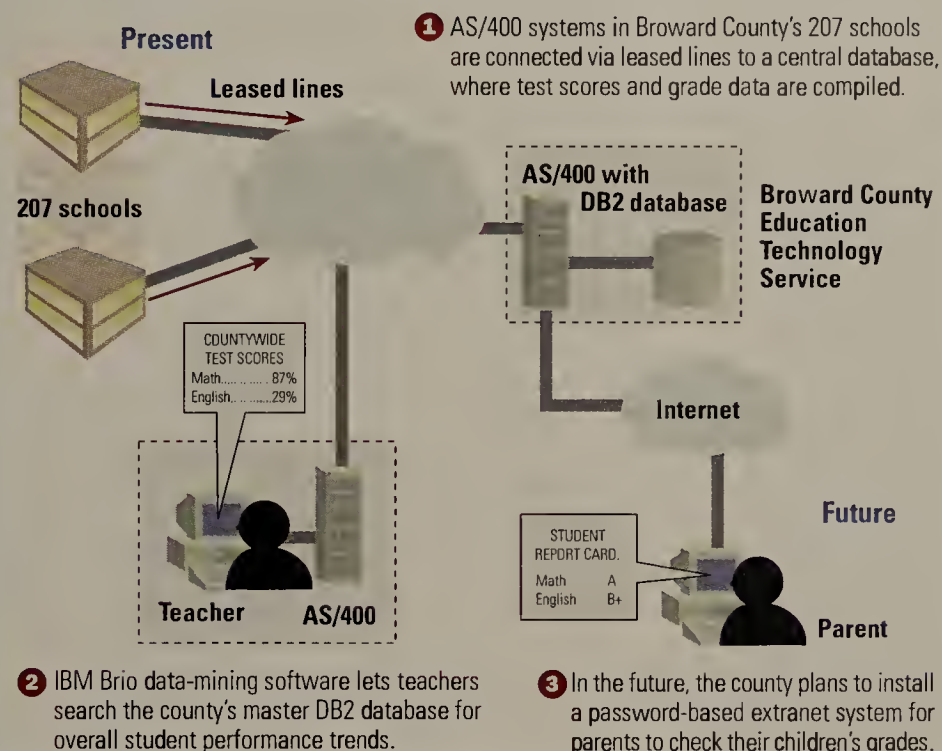 Present
1 AS/400 systems in Broward County's 207 schools
are connected via leased lines to a central database,
where test scores and grade data are compiled.
Leased lines
207 schools
AS/400 with
DB2 database
Broward County
Education
Technology
Service
COUNTYWIDE
TEST SCORES
Math............ 87%
English............29%
Internet
Teacher
AS/400
Future
STUDENT
REPORT CARD.
Math A
English B+
Parent
2 IBM Brio data-mining software lets teachers
search the county's master DB2 database for
overall student performance trends.
3 In the future, the county plans to install
a password-based extranet system for
parents to check their children's grades.